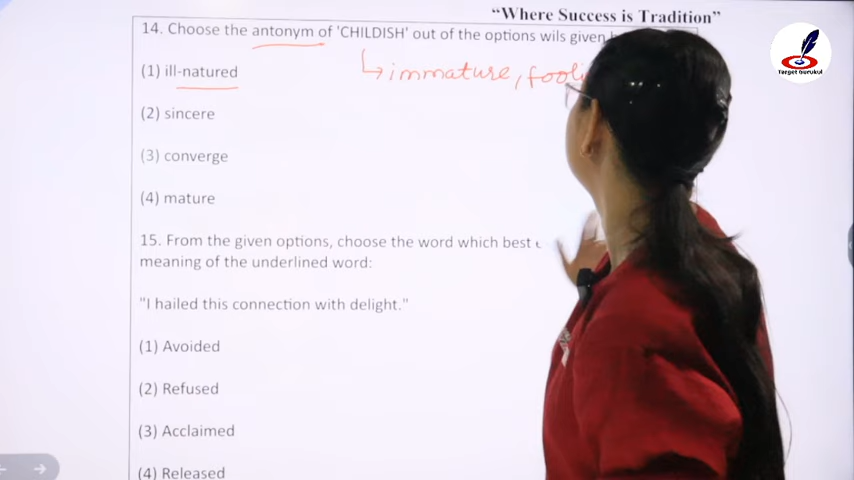 “Where Success is Tradition”
14. Choose the antonym of 'CHILDISH' out of the options wils given
Target Gurukul
(1) ill-natured
immature,
(2) sincere
(3) converge
(4) mature
15. From the given options, choose the word which best
meaning of the underlined word:
"I hailed this connection with delight."
(1) Avoided
(2) Refused
(3) Acclaimed
(4) Released